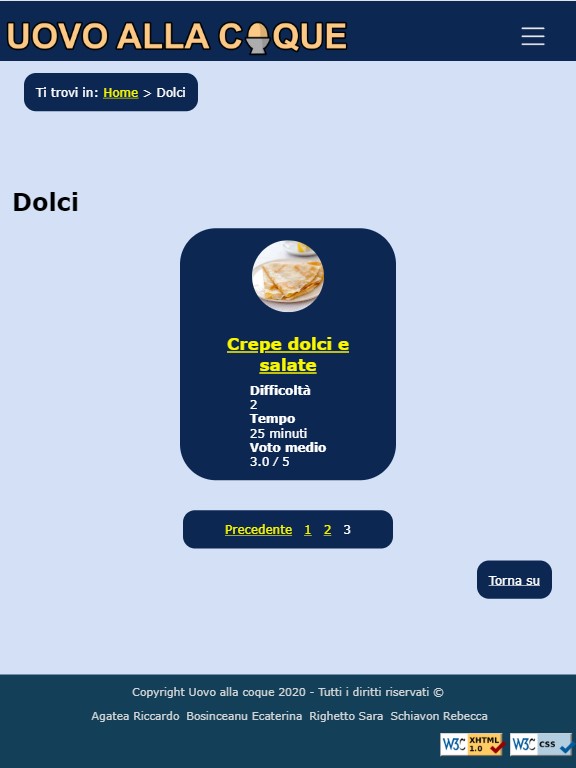 UOVO ALLA COQUE
Ti trovi in: Home > Dolci
Dolci
Crepe dolci e
salate
Difficoltà
2
Tempo
25 minuti
Voto medio
3.0 / 5
Precedente 1 2 3
Torna su
Copyright Uovo alla coque 2020 - Tutti i diritti riservati ©
Agatea Riccardo Bosinceanu Ecaterina Righetto Sara Schiavon Rebecca
W3C XHTML 1.0 W3C css